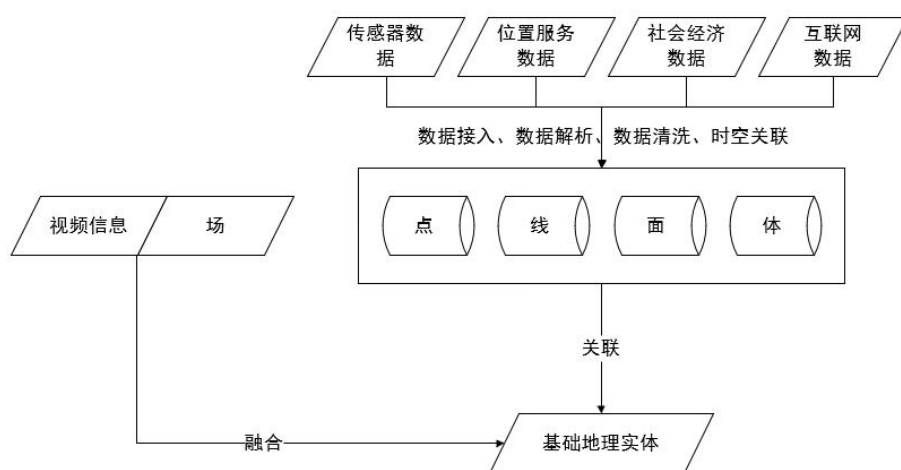 传感器数
据
位置服务
数据
社会经济
数据
互联网
数据
数据接入、数据解析、数据清洗、时空关联
视频信息
场
点
线
面
体
关联
融合
基础地理实体